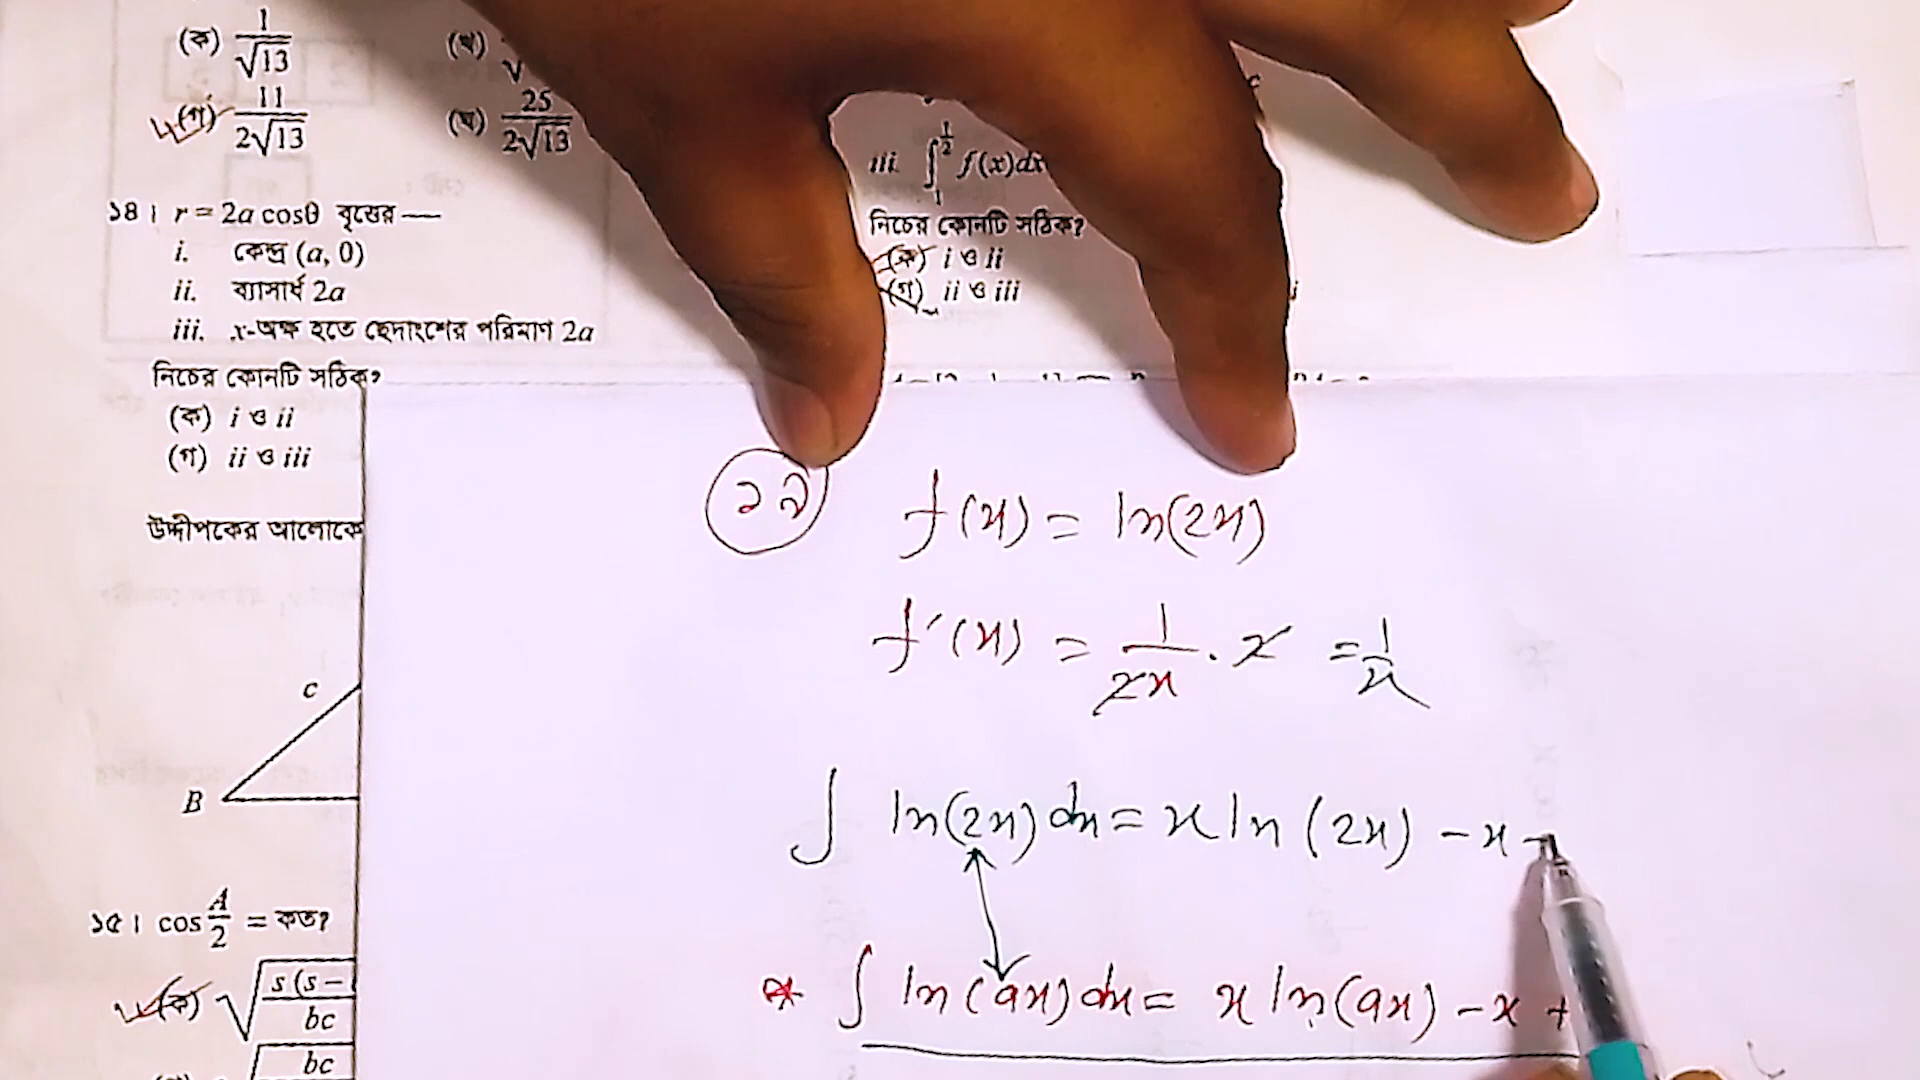 (ক) 1/√13 (খ) √
(গ) 11/2√13 (ঘ) 25/2√13
১৪। r = 2a cosθ বৃত্তের —
i. কেন্দ্র (a, 0)
ii. ব্যাসার্ধ 2a
iii. x-অক্ষ হতে ছেদাংশের পরিমাণ 2a
নিচের কোনটি সঠিক?
(ক) i ও ii
(গ) ii ও iii
উদ্দীপকের আলোকে
C
B
১৫। cos A/2 = কত?
(ক) √ s(s – / bc
bc
iii. ∫₁^(1/2) f(x)dx
নিচের কোনটি সঠিক?
(ক) i ও ii
(গ) ii ও iii
i
১৯ f(x) = ln(2x)
f′(x) = 1/2x . 2 = 1/x
∫ ln(2x) dx = x ln (2x) – x
* ∫ ln(ax) dx = x ln(ax) – x +